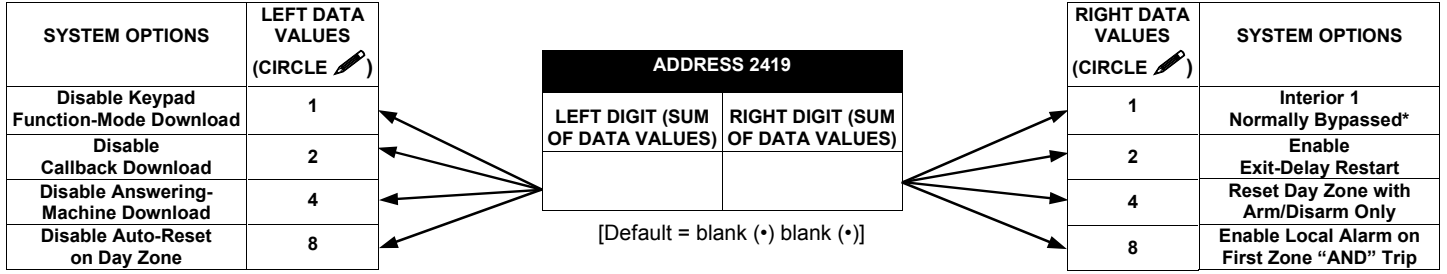 SYSTEM OPTIONS
LEFT DATA
VALUES
(CIRCLE )
Disable Keypad
Function-Mode Download
1
Disable
Callback Download
2
Disable Answering-
Machine Download
4
Disable Auto-Reset
on Day Zone
8
ADDRESS 2419
LEFT DIGIT (SUM
OF DATA VALUES)
RIGHT DIGIT (SUM
OF DATA VALUES)
[Default = blank (•) blank (•)]
RIGHT DATA
VALUES
(CIRCLE )
SYSTEM OPTIONS
1
Interior 1
Normally Bypassed*
2
Enable
Exit-Delay Restart
4
Reset Day Zone with
Arm/Disarm Only
8
Enable Local Alarm on
First Zone “AND” Trip